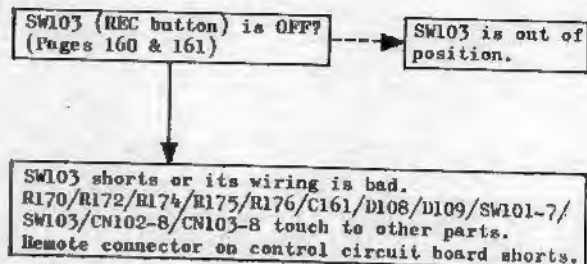 SW103 (REC button) is OFF?
(Pages 160 & 161)
SW103 is out of
position.
SW103 shorts or its wiring is bad.
R170/R172/R174/R175/R176/C161/D108/D109/SW101-7/
SW103/CN102-8/CN103-8 touch to other parts.
Remote connector on control circuit board shorts.